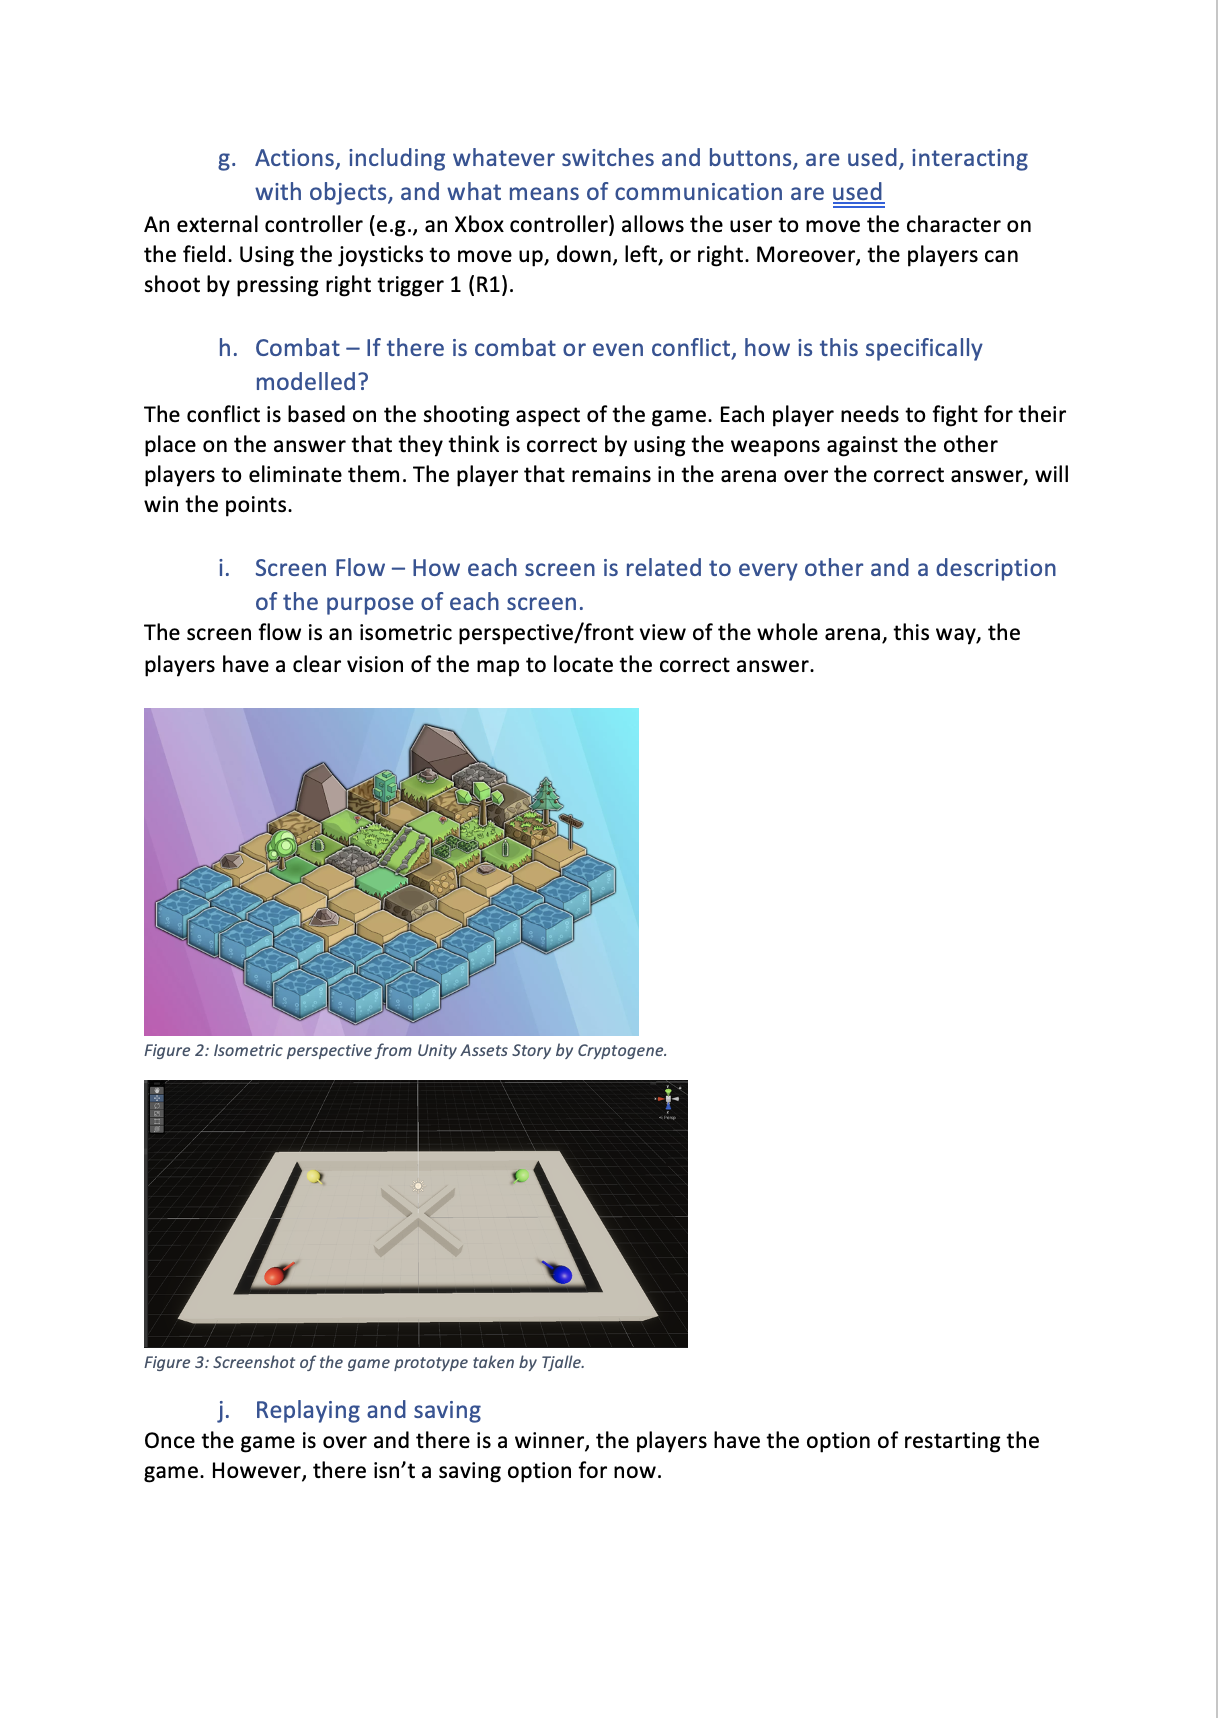 g. Actions, including whatever switches and buttons, are used, interacting
with objects, and what means of communication are used
An external controller (e.g., an Xbox controller) allows the user to move the character on
the field. Using the joysticks to move up, down, left, or right. Moreover, the players can
shoot by pressing right trigger 1 (R1).
h. Combat – If there is combat or even conflict, how is this specifically
modelled?
The conflict is based on the shooting aspect of the game. Each player needs to fight for their
place on the answer that they think is correct by using the weapons against the other
players to eliminate them. The player that remains in the arena over the correct answer, will
win the points.
i. Screen Flow – How each screen is related to every other and a description
of the purpose of each screen.
The screen flow is an isometric perspective/front view of the whole arena, this way, the
players have a clear vision of the map to locate the correct answer.
Figure 2: Isometric perspective from Unity Assets Story by Cryptogene.
Figure 3: Screenshot of the game prototype taken by Tjalle.
j. Replaying and saving
Once the game is over and there is a winner, the players have the option of restarting the
game. However, there isn’t a saving option for now.